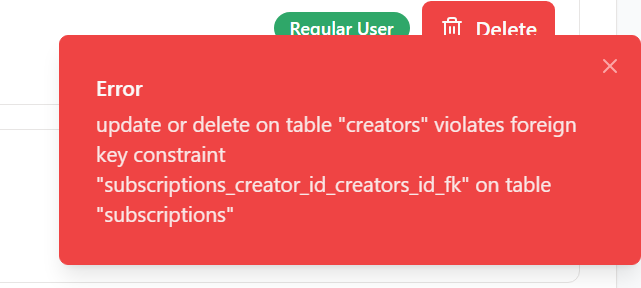 Regular User
Delete
Error
update or delete on table "creators" violates foreign
key constraint
"subscriptions_creator_id_creators_id_fk" on table
"subscriptions"